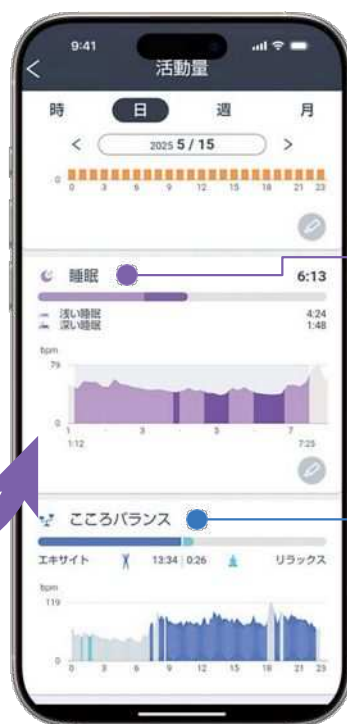 9:41
活動量
時 日 週 月
< 2025 5 / 15 >
0
0 3 6 9 12 15 18 21 23
睡眠 6:13
浅い睡眠 4:24
深い睡眠 1:48
bpm
79
0
1 3 5 7
1:12 7:25
こころバランス
エキサイト 13:34 0:26 リラックス
bpm
119
0
0 3 6 9 12 15 18 21 23